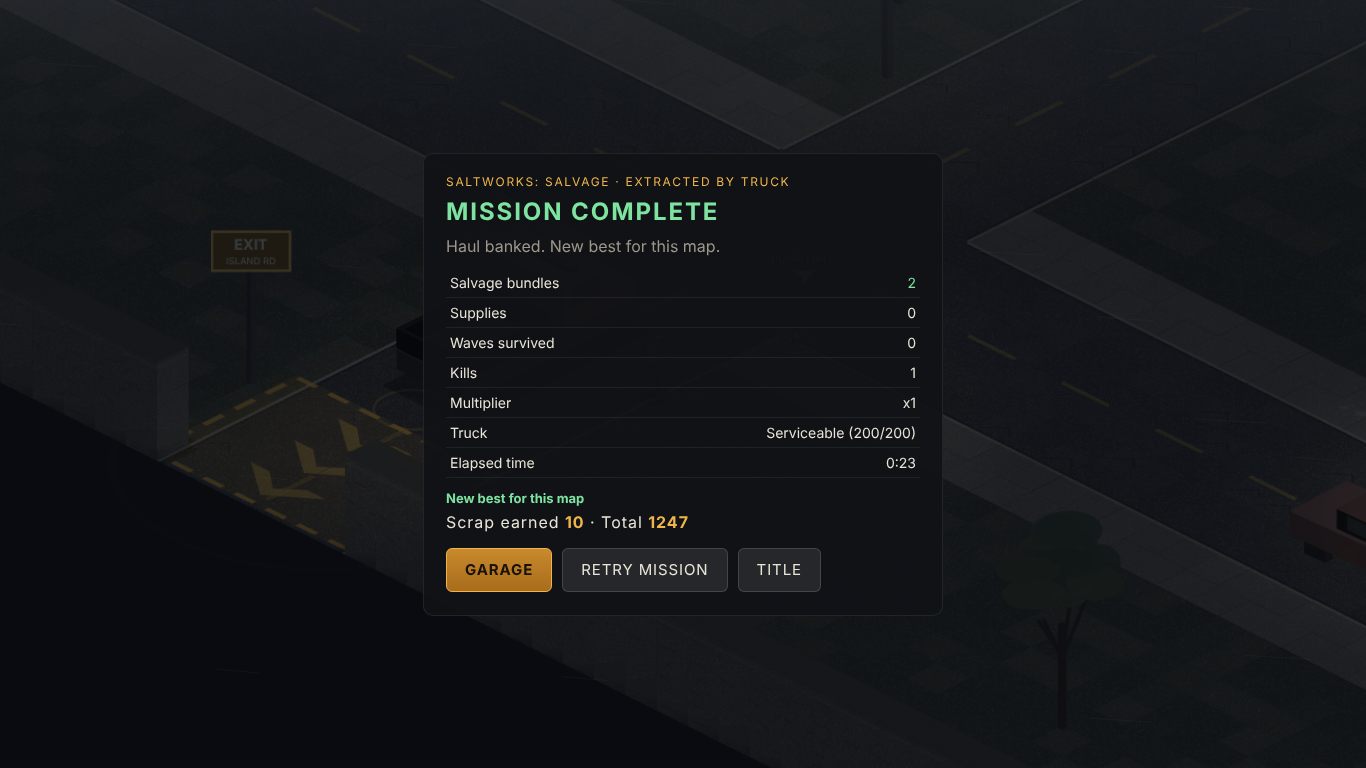 EXIT
ISLAND RD
SALTWORKS: SALVAGE · EXTRACTED BY TRUCK
MISSION COMPLETE
Haul banked. New best for this map.
Salvage bundles 2
Supplies 0
Waves survived 0
Kills 1
Multiplier x1
Truck Serviceable (200/200)
Elapsed time 0:23
New best for this map
Scrap earned 10 · Total 1247
GARAGE RETRY MISSION TITLE